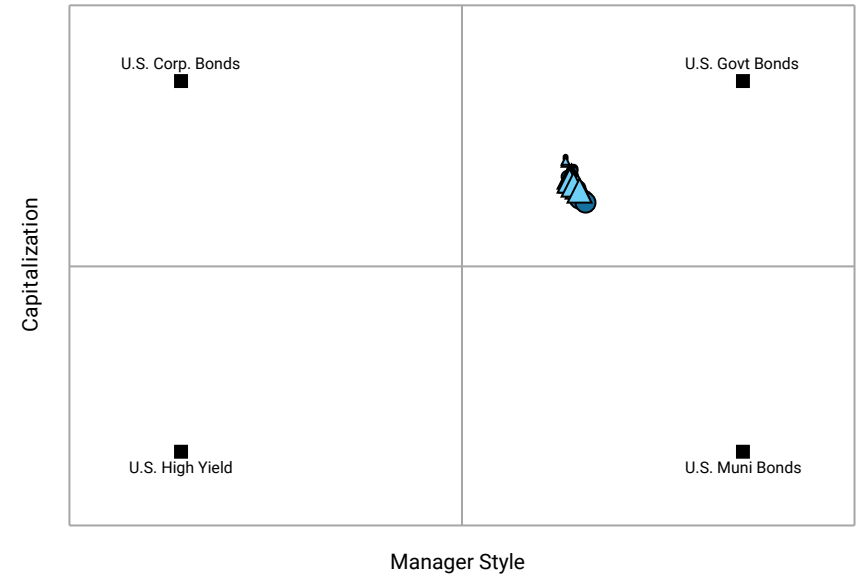 U.S. Corp. Bonds
U.S. Govt Bonds
Capitalization
U.S. High Yield
U.S. Muni Bonds
Manager Style